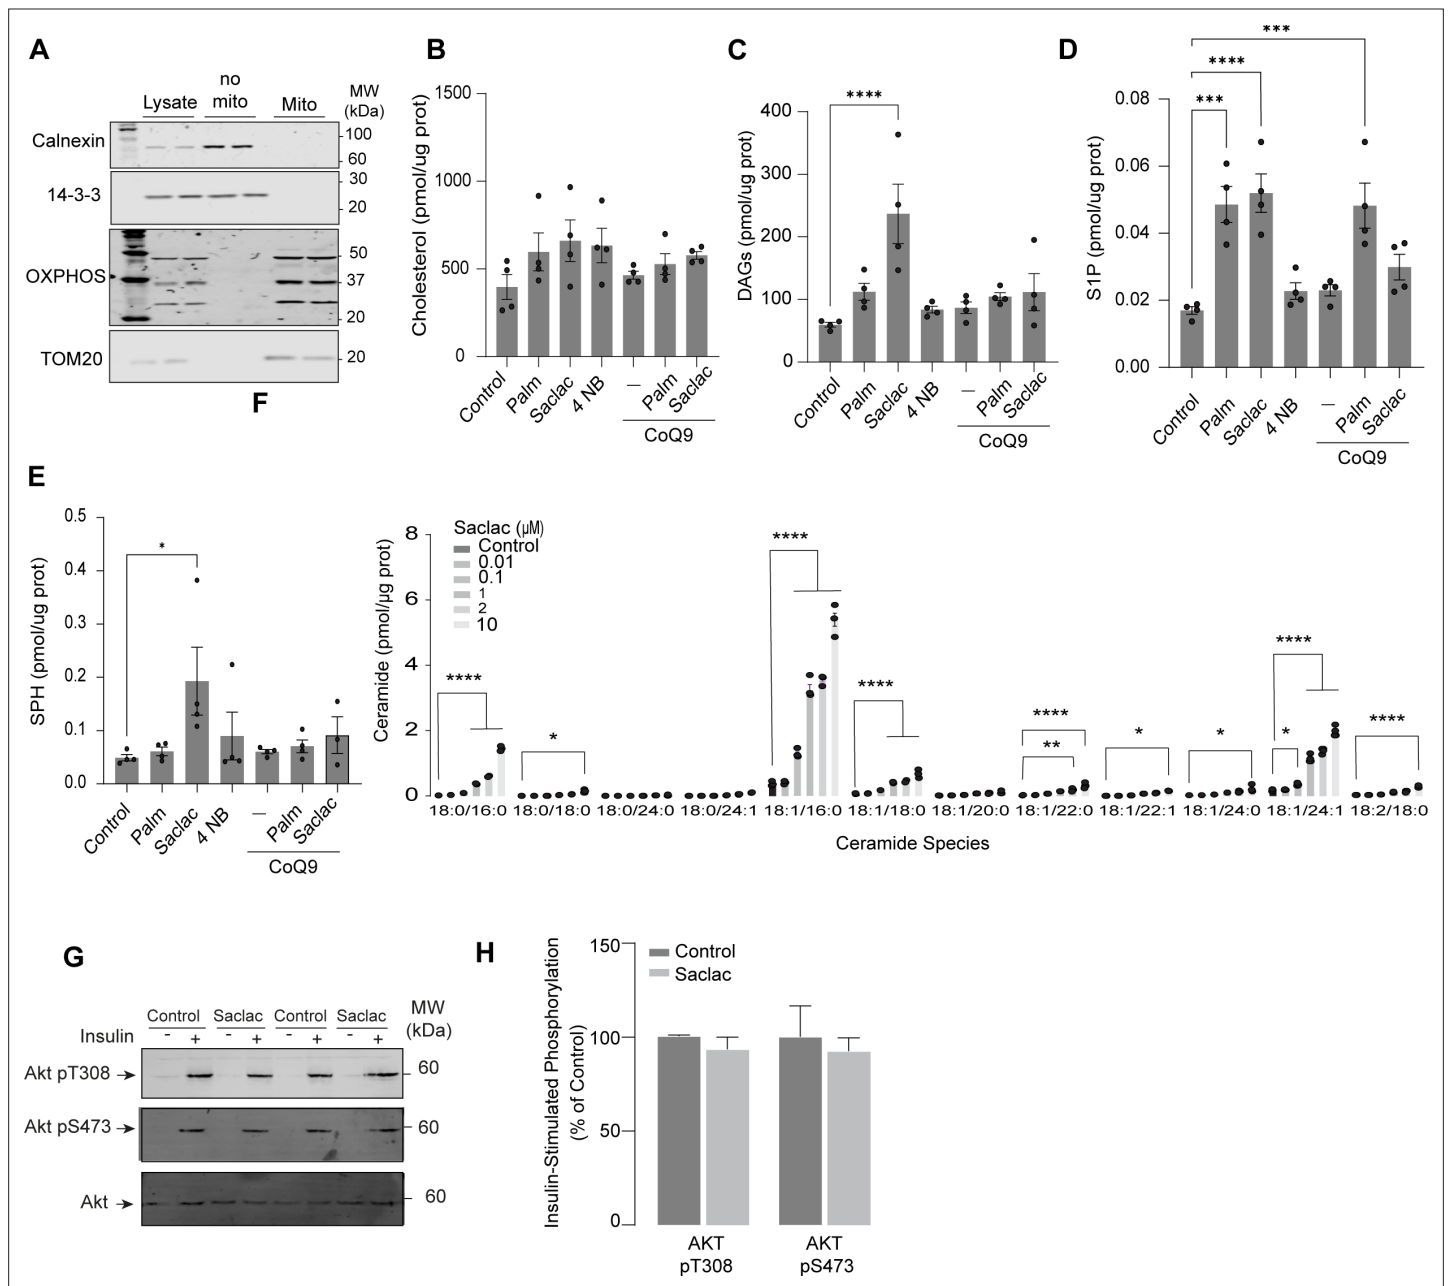 A
Lysate
no
mito
Mito
MW
(kDa)
Calnexin
100
60
14-3-3
30
20
OXPHOS
50
37
20
TOM20
20
B
Cholesterol (pmol/ug prot)
1500
1000
500
0
Control
Palm
Saclac
4 NB
—
Palm
Saclac
CoQ9
C
DAGs (pmol/ug prot)
****
400
300
200
100
0
Control
Palm
Saclac
4 NB
—
Palm
Saclac
CoQ9
D
S1P (pmol/ug prot)
***
****
***
0.08
0.06
0.04
0.02
0.00
Control
Palm
Saclac
4 NB
—
Palm
Saclac
CoQ9
E
SPH (pmol/ug prot)
*
0.5
0.4
0.3
0.2
0.1
0.0
Control
Palm
Saclac
4 NB
—
Palm
Saclac
CoQ9
F
Ceramide (pmol/µg prot)
8
6
4
2
0
Saclac (µM)
Control
0.01
0.1
1
2
10
****
*
****
****
****
**
*
*
****
*
****
18:0/16:0
18:0/18:0
18:0/24:0
18:0/24:1
18:1/16:0
18:1/18:0
18:1/20:0
18:1/22:0
18:1/22:1
18:1/24:0
18:1/24:1
18:2/18:0
Ceramide Species
G
Control
Saclac
Control
Saclac
MW
(kDa)
Insulin
- + - + - + - +
Akt pT308
60
Akt pS473
60
Akt
60
H
Insulin-Stimulated Phosphorylation
(% of Control)
150
100
50
0
Control
Saclac
AKT
pT308
AKT
pS473